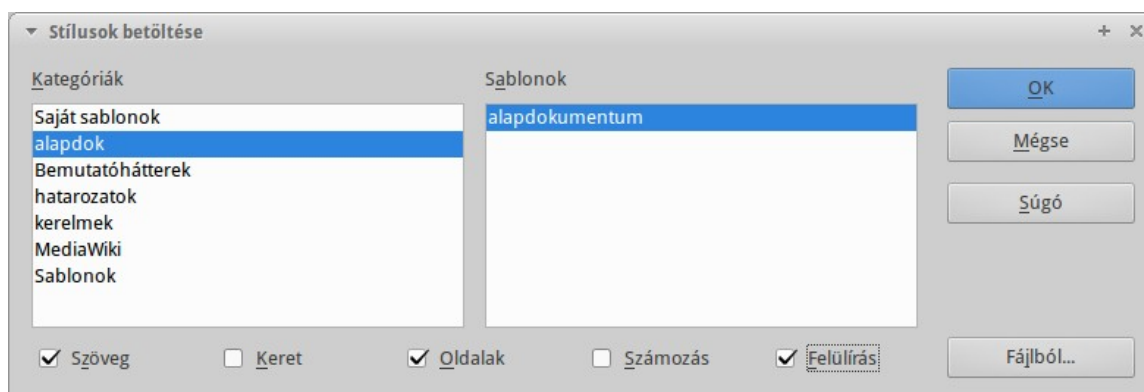 Stílusok betöltése
Kategóriák
Sablonok
Saját sablonok
alapdok
Bemutatóhátterek
hatarozatok
kerelmek
MediaWiki
Sablonok
alapdokumentum
OK
Mégse
Súgó
Szöveg Keret Oldalak Számozás Felülírás
Fájlból...